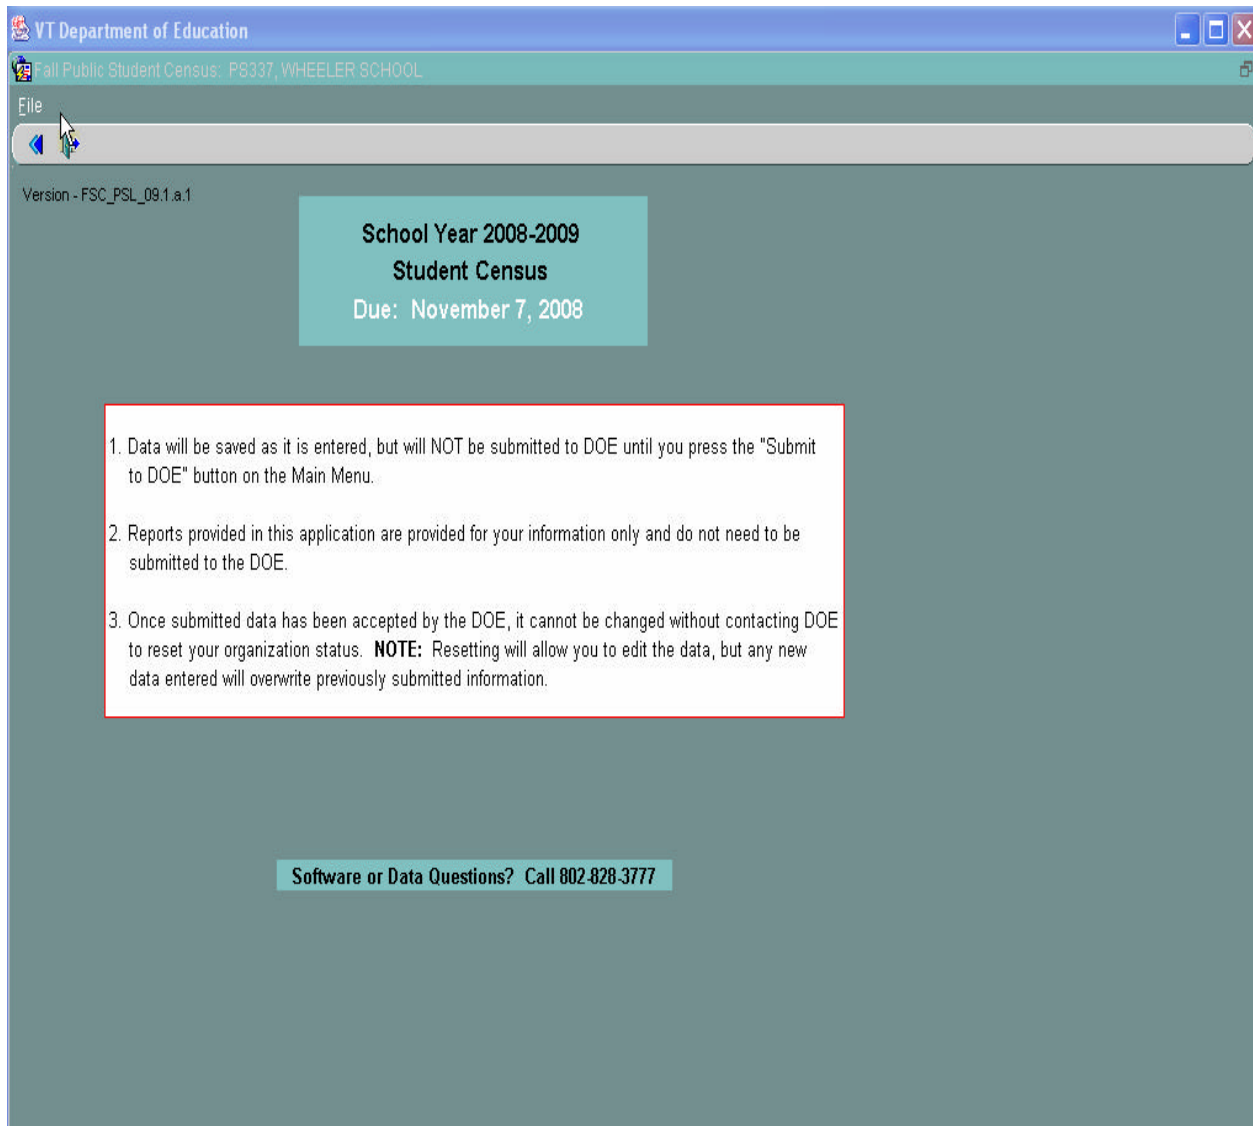 VT Department of Education
Fall Public Student Census: PS337, WHEELER SCHOOL
File
Version - FSC_PSL_09.1.a.1
School Year 2008-2009
Student Census
Due: November 7, 2008
1. Data will be saved as it is entered, but will NOT be submitted to DOE until you press the "Submit
to DOE" button on the Main Menu.
2. Reports provided in this application are provided for your information only and do not need to be
submitted to the DOE.
3. Once submitted data has been accepted by the DOE, it cannot be changed without contacting DOE
to reset your organization status. NOTE: Resetting will allow you to edit the data, but any new
data entered will overwrite previously submitted information.
Software or Data Questions? Call 802-828-3777